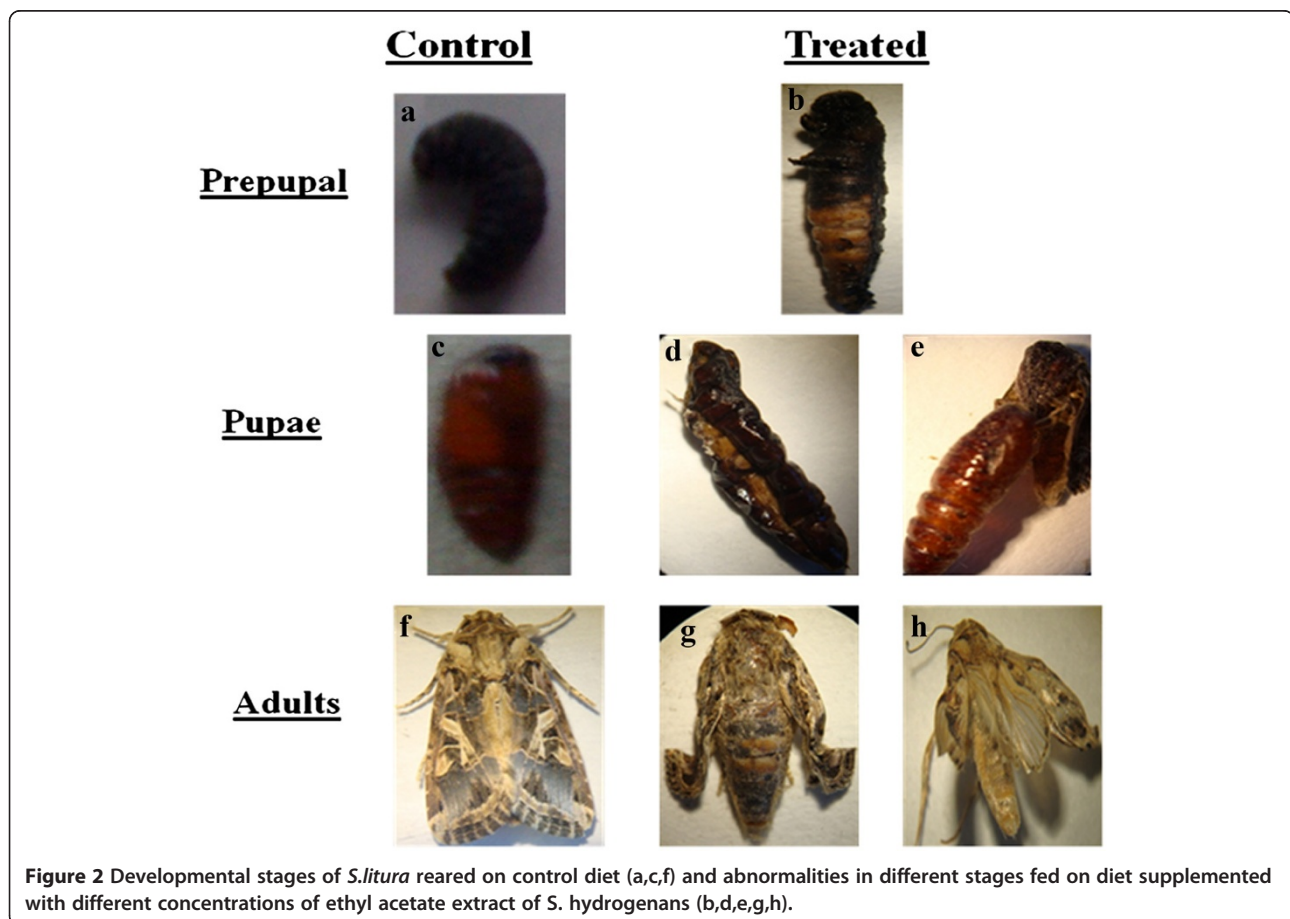 Control Treated
a b
Prepupal
c d e
Pupae
f g h
Adults
Figure 2 Developmental stages of S.litura reared on control diet (a,c,f) and abnormalities in different stages fed on diet supplemented
with different concentrations of ethyl acetate extract of S. hydrogenans (b,d,e,g,h).